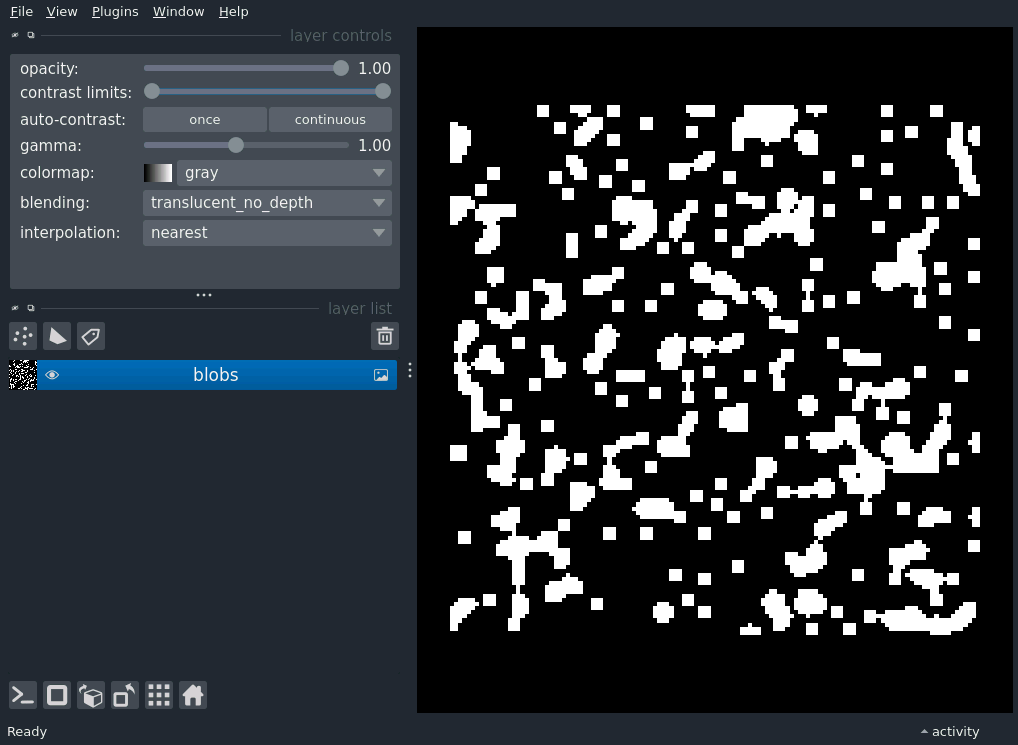 File View Plugins Window Help
layer controls
opacity: 1.00
contrast limits:
auto-contrast: once continuous
gamma: 1.00
colormap: gray
blending: translucent_no_depth
interpolation: nearest
layer list
blobs
Ready activity